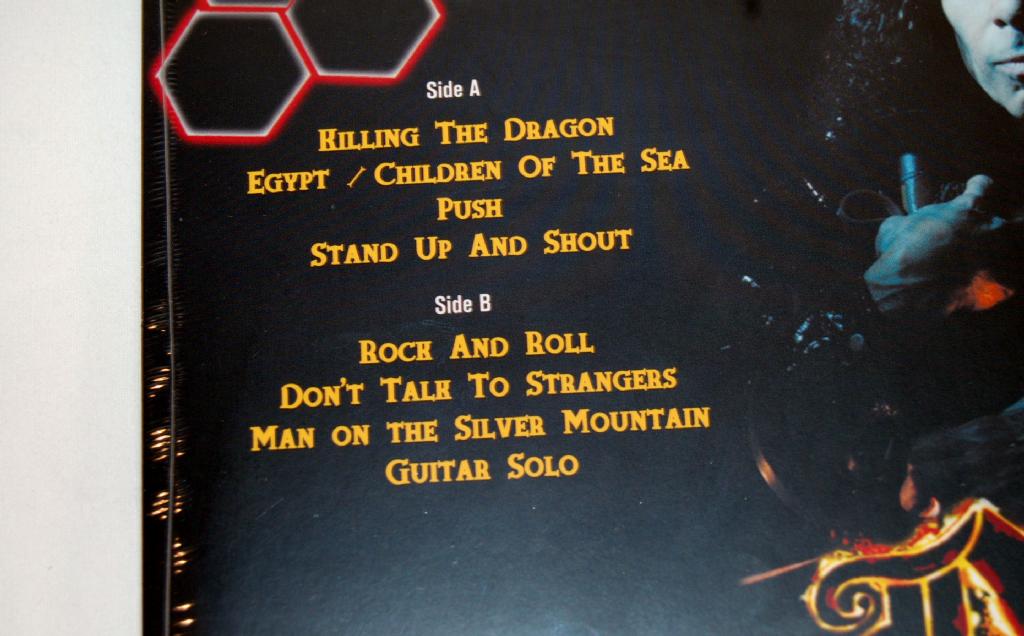 Side A
Killing The Dragon
Egypt / Children Of The Sea
Push
Stand Up And Shout
Side B
Rock And Roll
Don't Talk To Strangers
Man on the Silver Mountain
Guitar Solo